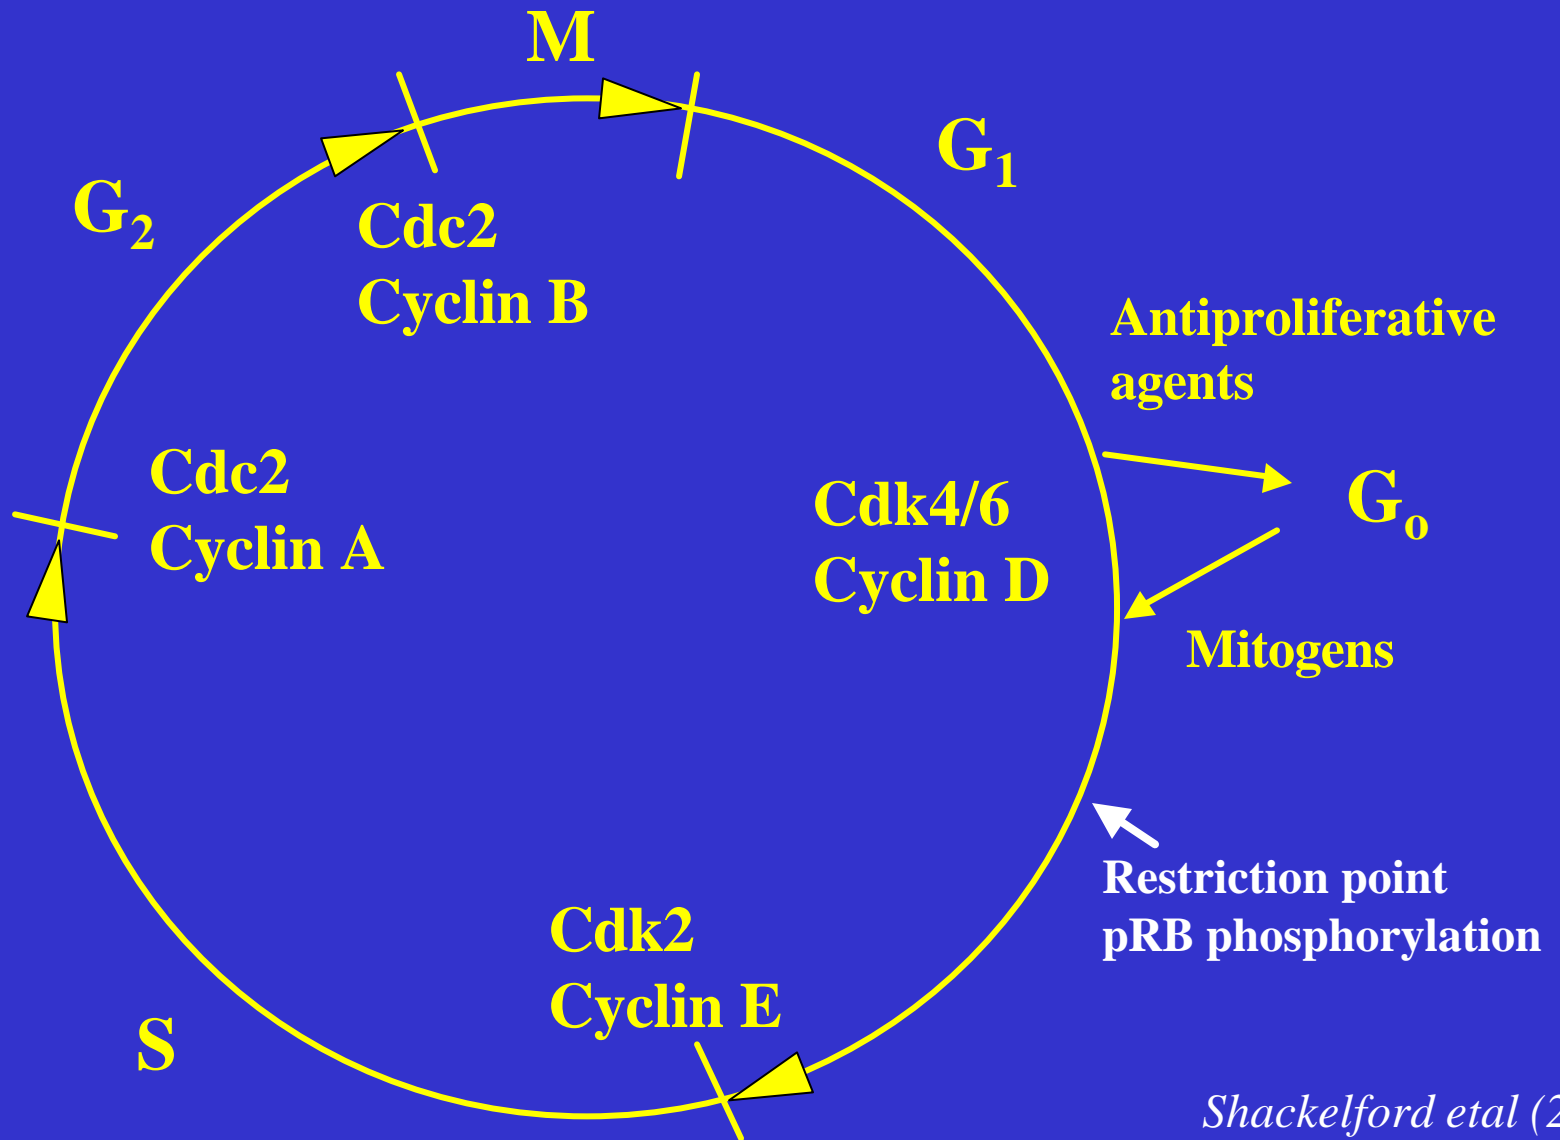 M
G₁
G₂
Cdc2
Cyclin B
Antiproliferative
agents
Cdc2
Cyclin A
Cdk4/6
Cyclin D
Gₒ
Mitogens
Restriction point
pRB phosphorylation
Cdk2
Cyclin E
S
Shackelford etal (2